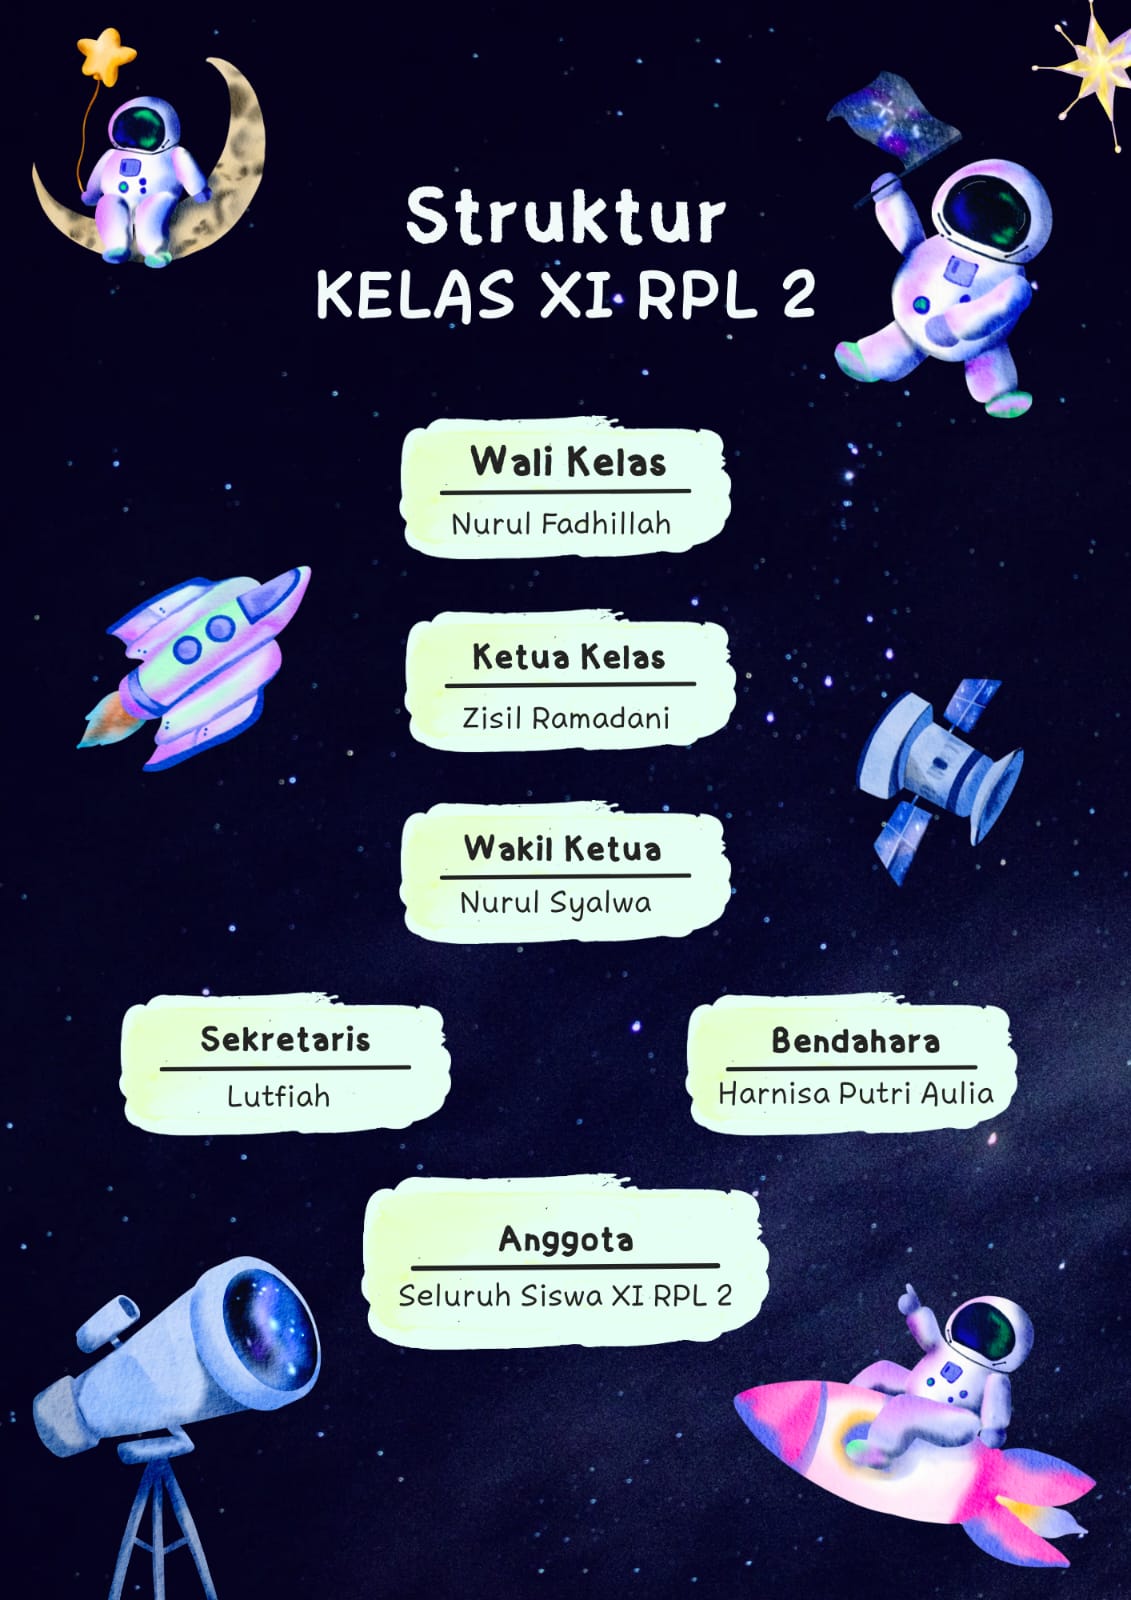 Struktur
KELAS XI RPL 2
Wali Kelas
Nurul Fadhillah
Ketua Kelas
Zisil Ramadani
Wakil Ketua
Nurul Syalwa
Sekretaris
Lutfiah
Bendahara
Harnisa Putri Aulia
Anggota
Seluruh Siswa XI RPL 2